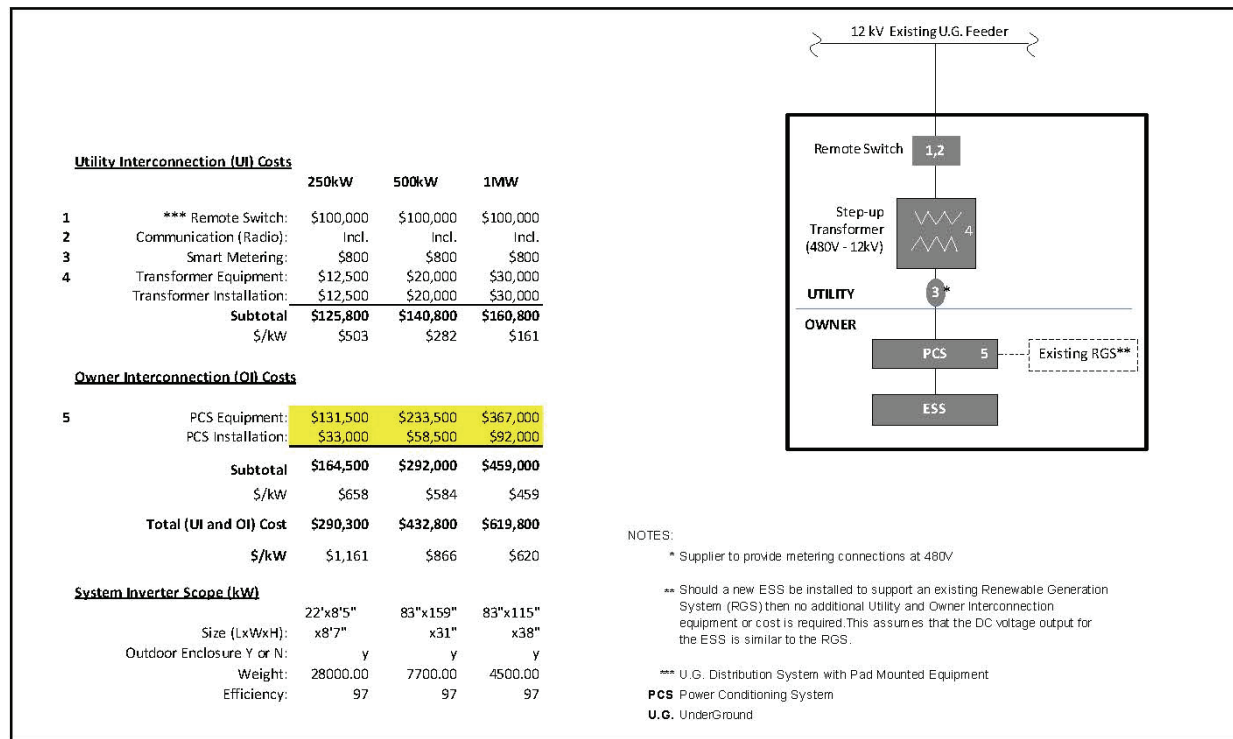 Utility Interconnection (UI) Costs
250kW 500kW 1MW
1 *** Remote Switch: $100,000 $100,000 $100,000
2 Communication (Radio): Incl. Incl. Incl.
3 Smart Metering: $800 $800 $800
4 Transformer Equipment: $12,500 $20,000 $30,000
Transformer Installation: $12,500 $20,000 $30,000
Subtotal $125,800 $140,800 $160,800
$/kW $503 $282 $161
Owner Interconnection (OI) Costs
5 PCS Equipment: $131,500 $233,500 $367,000
PCS Installation: $33,000 $58,500 $92,000
Subtotal $164,500 $292,000 $459,000
$/kW $658 $584 $459
Total (UI and OI) Cost $290,300 $432,800 $619,800
$/kW $1,161 $866 $620
System Inverter Scope (kW)
22'x8'5" 83"x159" 83"x115"
Size (LxWxH): x8'7" x31" x38"
Outdoor Enclosure Y or N: y y y
Weight: 28000.00 7700.00 4500.00
Efficiency: 97 97 97
12 kV Existing U.G. Feeder
Remote Switch 1,2
Step-up
Transformer 4
(480V - 12kV)
UTILITY 3*
OWNER
PCS 5 Existing RGS**
ESS
NOTES:
* Supplier to provide metering connections at 480V
** Should a new ESS be installed to support an existing Renewable Generation
System (RGS) then no additional Utility and Owner Interconnection
equipment or cost is required.This assumes that the DC voltage output for
the ESS is similar to the RGS.
*** U.G. Distribution System with Pad Mounted Equipment
PCS Power Conditioning System
U.G. UnderGround